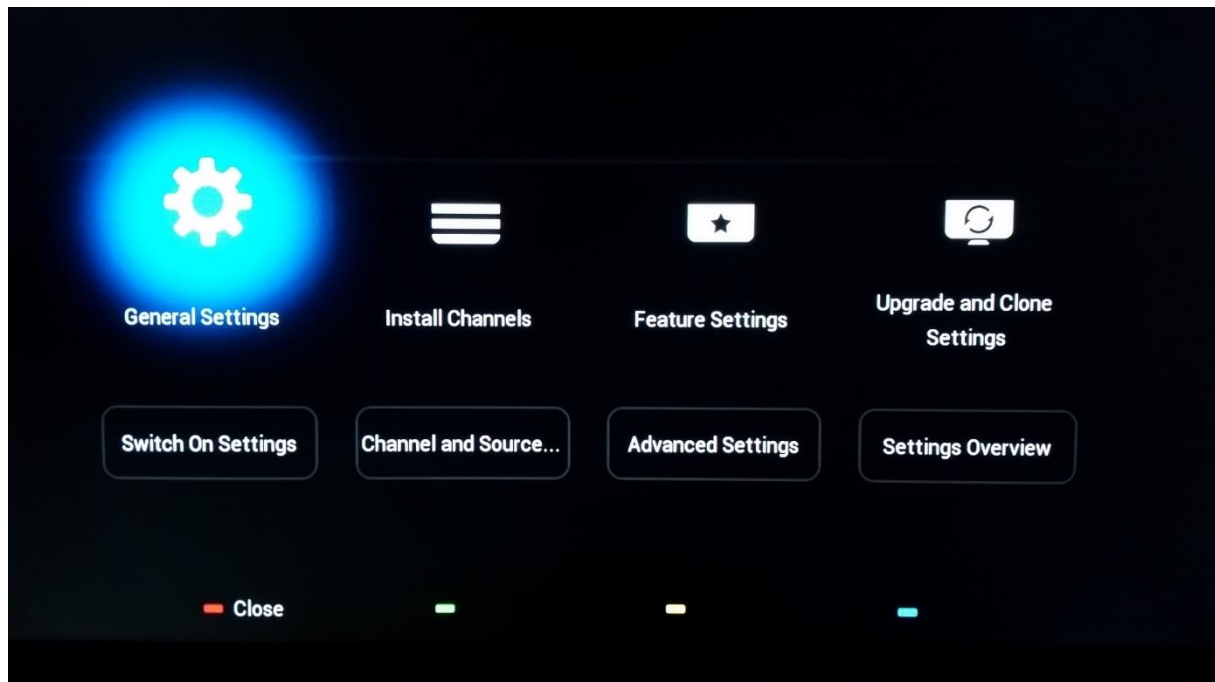 General Settings
Install Channels
Feature Settings
Upgrade and Clone
Settings
Switch On Settings
Channel and Source...
Advanced Settings
Settings Overview
Close